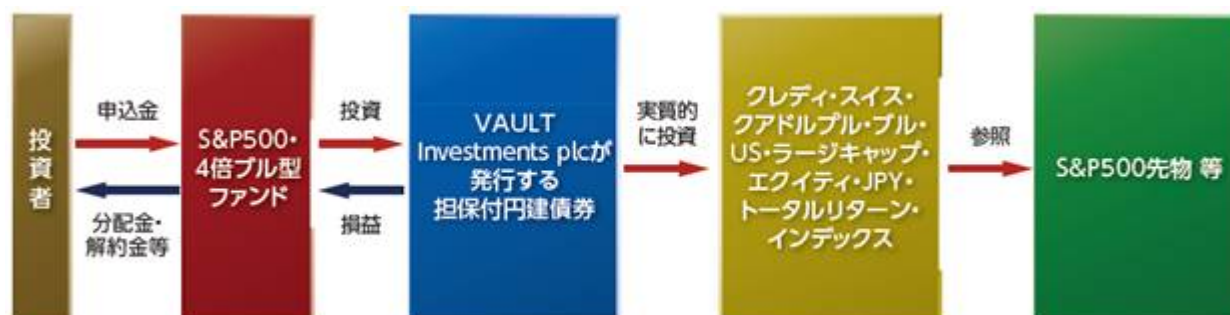 投資者
申込金
分配金・
解約金等
S&P500・
4倍ブル型
ファンド
投資
損益
VAULT
Investments plcが
発行する
担保付円建債券
実質的
に投資
クレディ・スイス・
クアドルプル・ブル・
US・ラージキャップ・
エクイティ・JPY・
トータルリターン・
インデックス
参照
S&P500先物 等